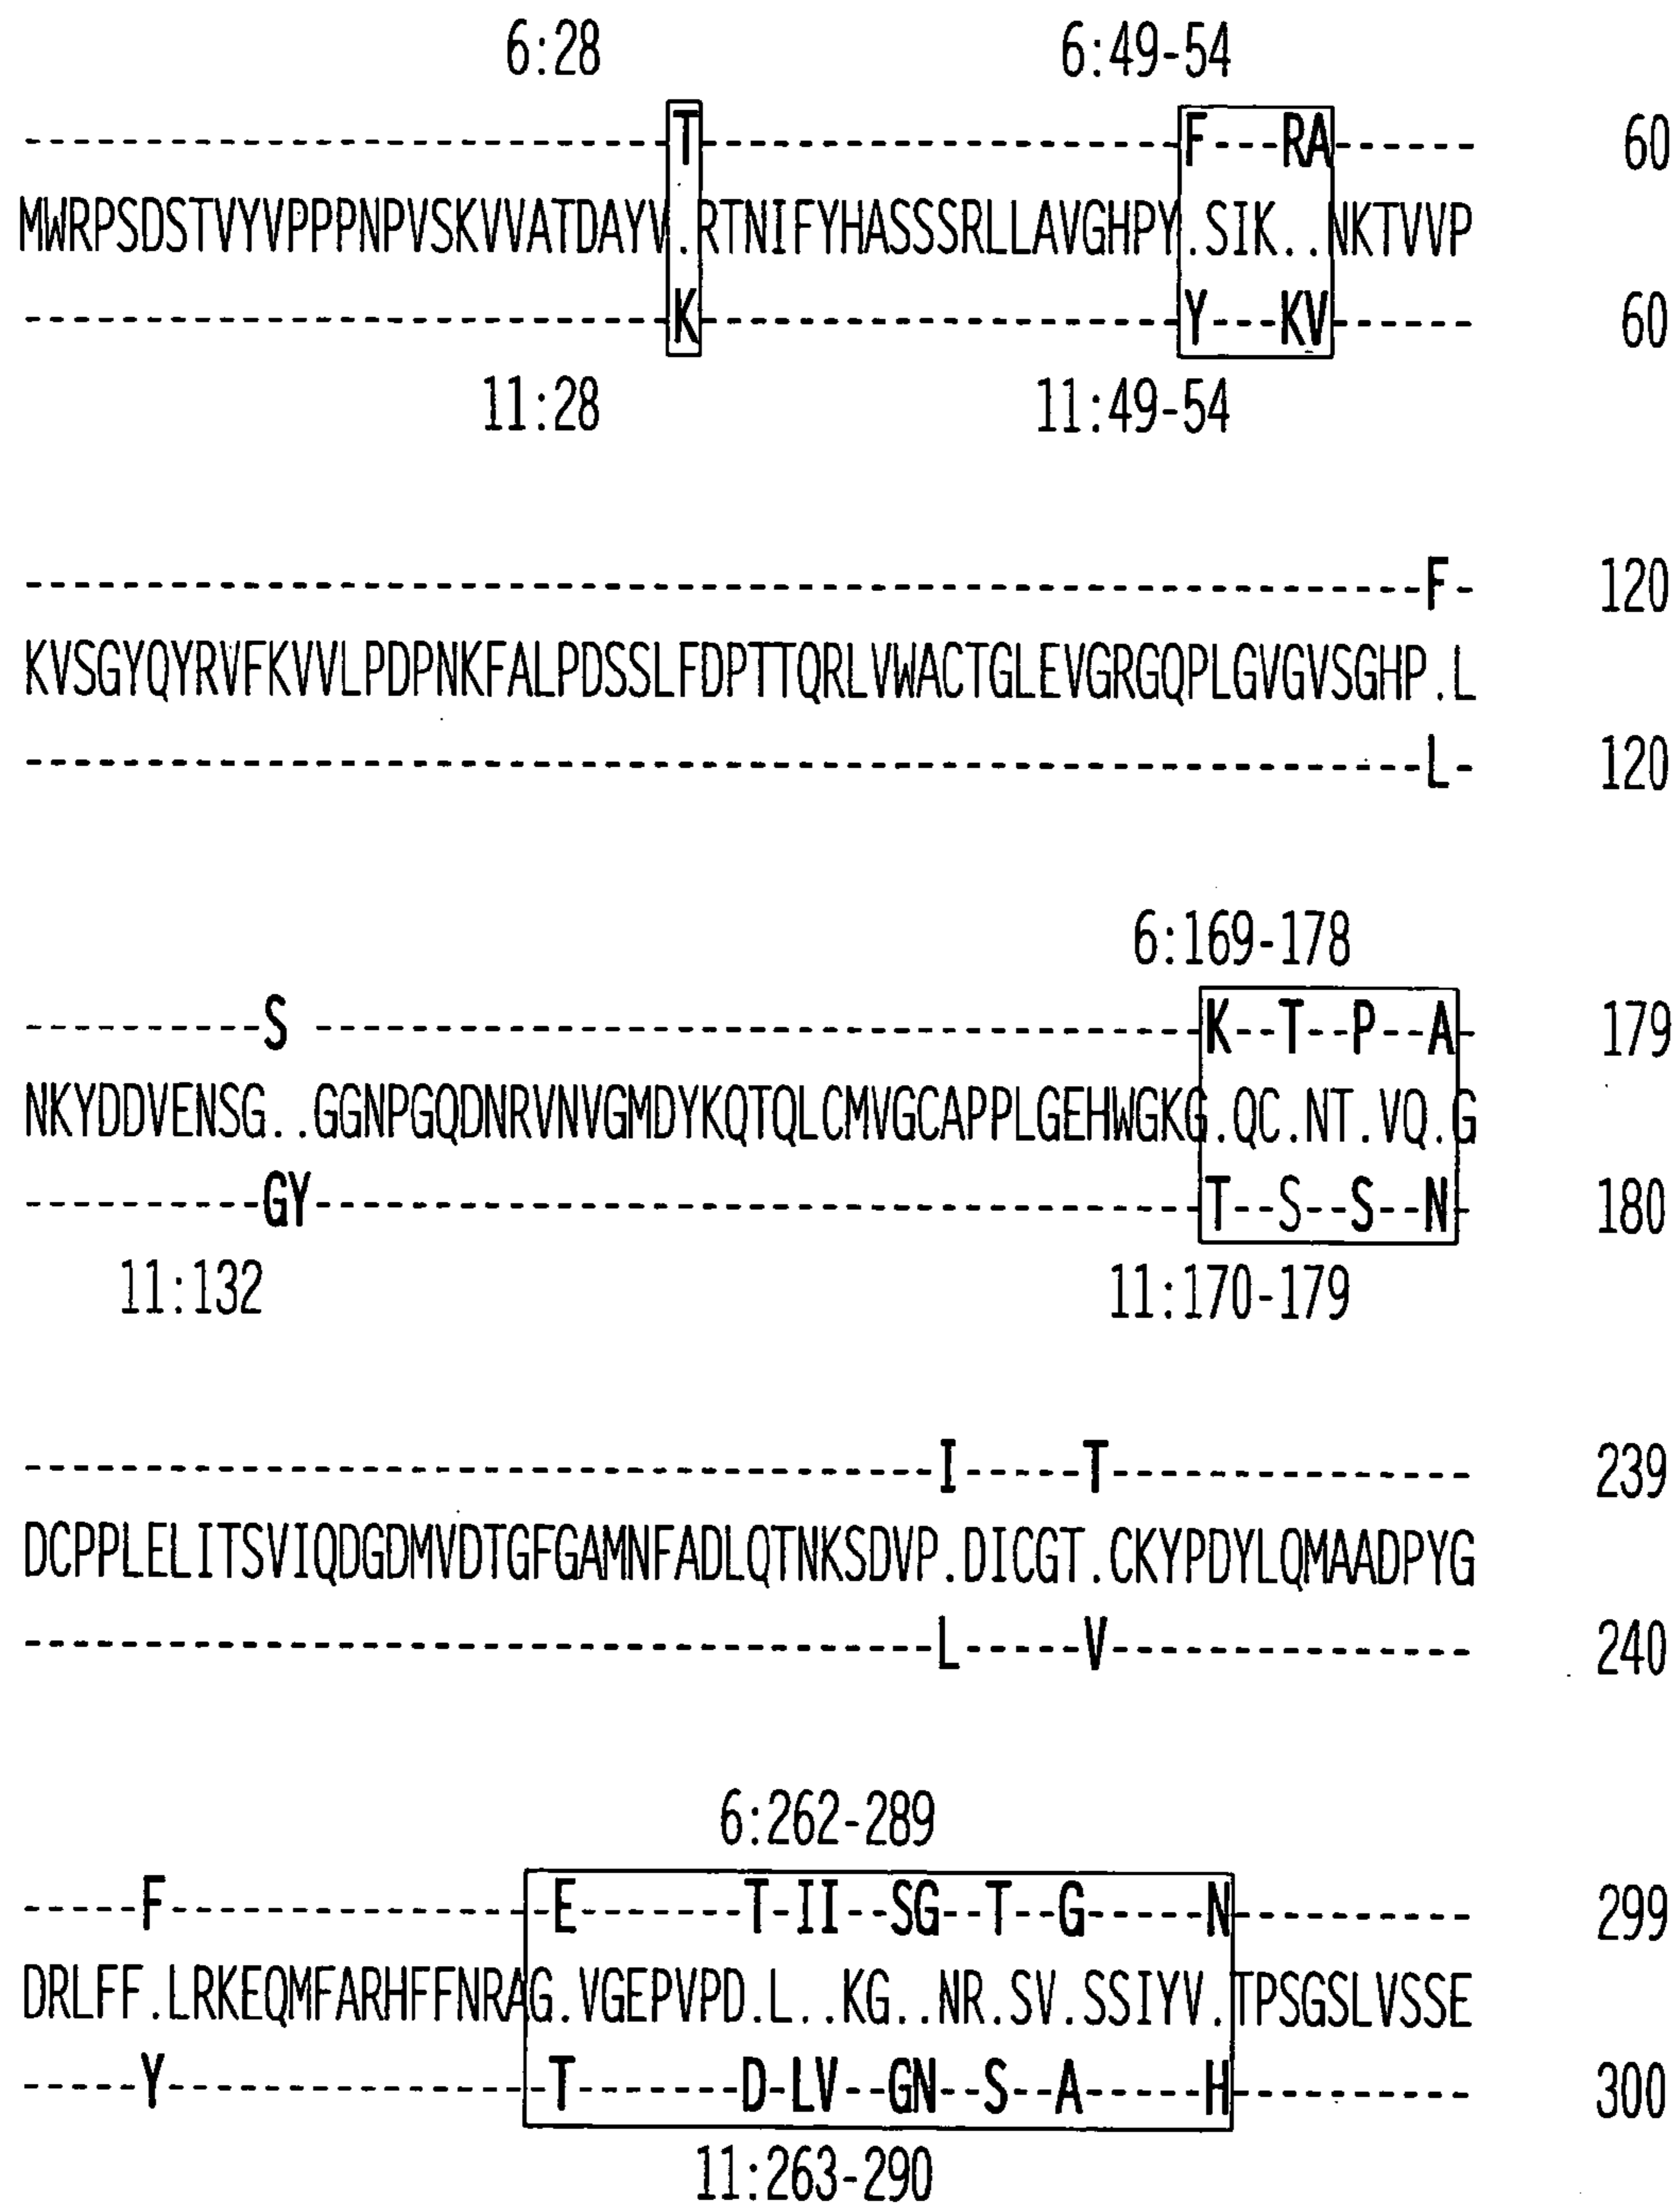 6:28 6:49-54
---------------------------T--------------------F---RA------ 60
MWRPSDSTVYVPPPNPVSKVVATDAYV.RTNIFYHASSSRLLAVGHPY.SIK..NKTVVP
---------------------------K--------------------Y---KV------ 60
11:28 11:49-54
----------------------------------------------------------F- 120
KVSGYQYRVFKVVLPDPNKFALPDSSLFDPTTQRLVWACTGLEVGRGQPLGVGVSGHP.L
----------------------------------------------------------L- 120
6:169-178
----------S -------------------------------------K--T--P--A- 179
NKYDDVENSG..GGNPGQDNRVNVGMDYKQTQLCMVGCAPPLGEHWGKG.QC.NT.VQ.G
----------GY-------------------------------------T--S--S--N- 180
11:132 11:170-179
--------------------------------------I-----T--------------- 239
DCPPLELITSVIQDGDMVDTGFGAMNFADLQTNKSDVP.DICGT.CKYPDYLQMAADPYG
--------------------------------------L-----V--------------- 240
6:262-289
-----F----------------E-------T-II--SG--T--G-----N---------- 299
DRLFF.LRKEQMFARHFFNRAG.VGEPVPD.L..KG..NR.SV.SSIYV.TPSGSLVSSE
-----Y----------------T-------D-LV--GN--S--A-----H---------- 300
11:263-290